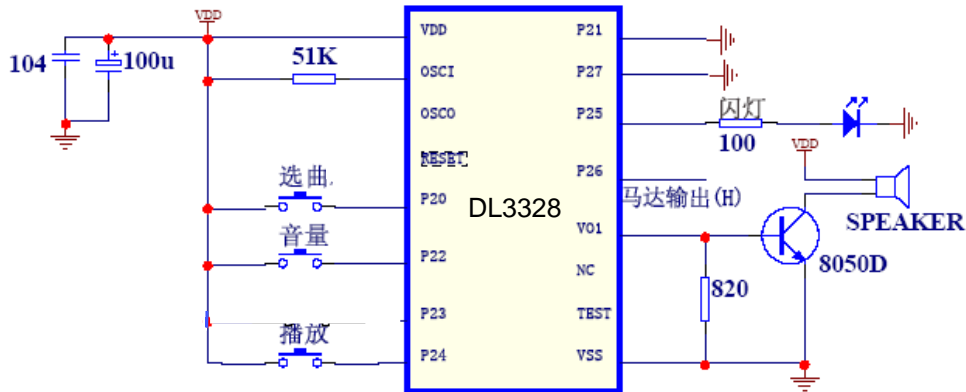 VDD
104
100u
51K
VDD
OSCI
OSCO
RESET
P20
P22
P23
P24
选曲.
音量
播放
DL3328
P21
P27
P25
P26
VO1
NC
TEST
VSS
闪灯
100
马达输出(H)
VDD
SPEAKER
8050D
820